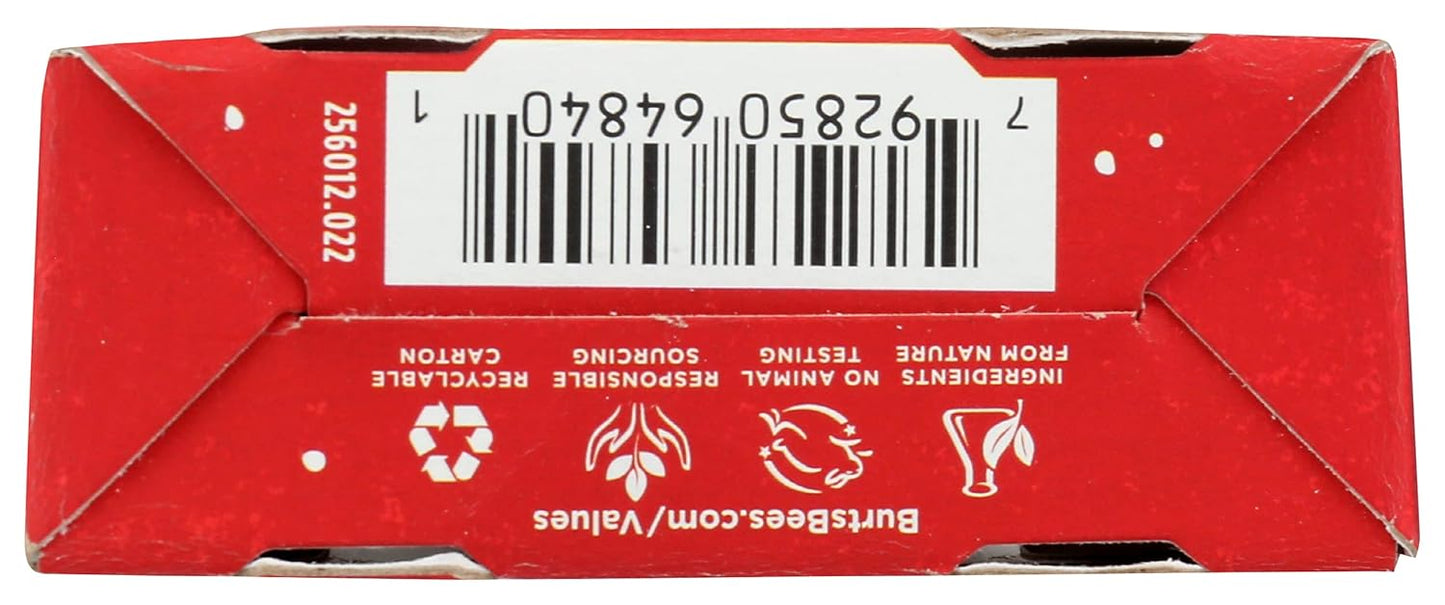 BurtsBees.com/Values
INGREDIENTS
FROM NATURE
NO ANIMAL
TESTING
RESPONSIBLE
SOURCING
RECYCLABLE
CARTON
7 92850 64840 1
256012.022